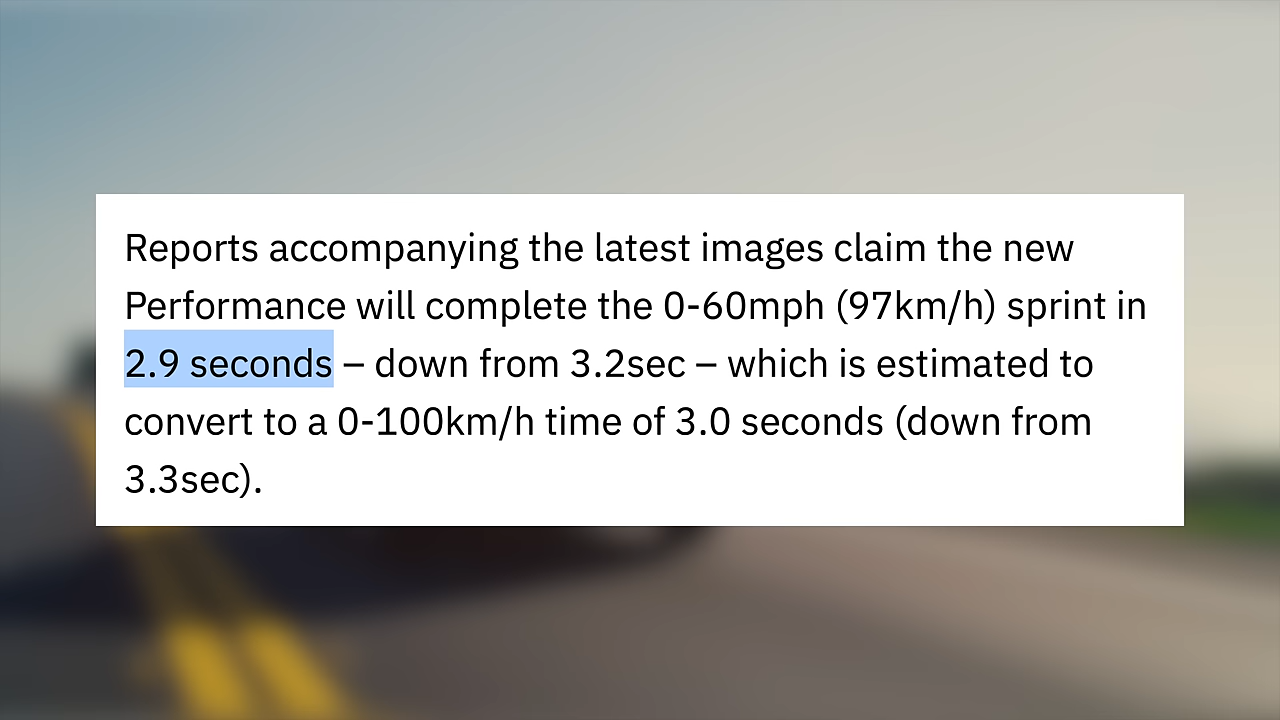 Reports accompanying the latest images claim the new
Performance will complete the 0-60mph (97km/h) sprint in
2.9 seconds – down from 3.2sec – which is estimated to
convert to a 0-100km/h time of 3.0 seconds (down from
3.3sec).